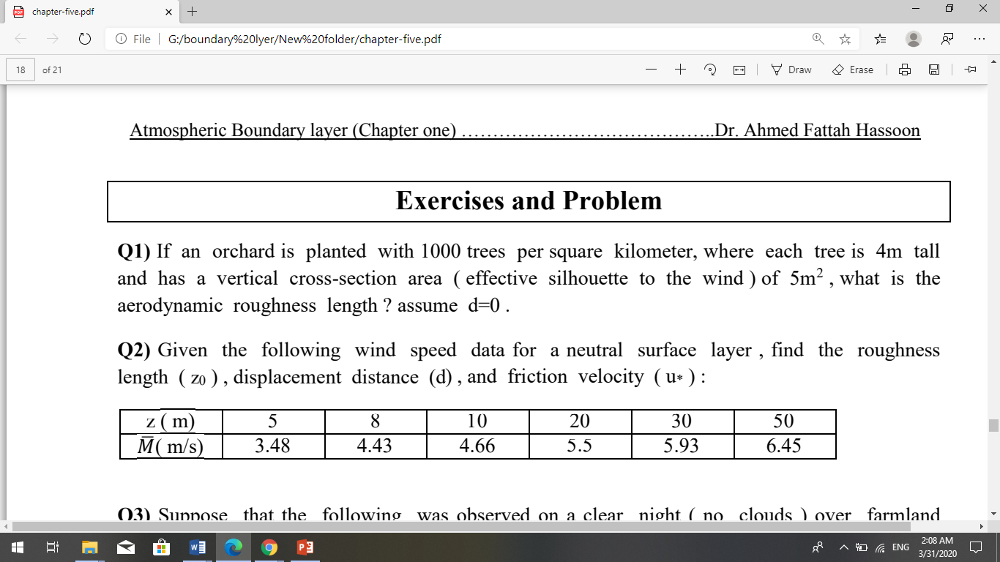 chapter-five.pdf
File
G:/boundary%20lyer/New%20folder/chapter-five.pdf
18
of 21
Draw
Erase
Atmospheric Boundary layer (Chapter one) ……………………………………..Dr. Ahmed Fattah Hassoon
Exercises and Problem
Q1) If an orchard is planted with 1000 trees per square kilometer, where each tree is 4m tall
and has a vertical cross-section area ( effective silhouette to the wind ) of 5m² , what is the
aerodynamic roughness length ? assume d=0 .
Q2) Given the following wind speed data for a neutral surface layer , find the roughness
length ( z₀ ) , displacement distance (d) , and friction velocity ( u* ) :
z ( m) 5 8 10 20 30 50
M̅( m/s) 3.48 4.43 4.66 5.5 5.93 6.45
Q3) Suppose that the following was observed on a clear night ( no clouds ) over farmland
ENG
2:08 AM
3/31/2020